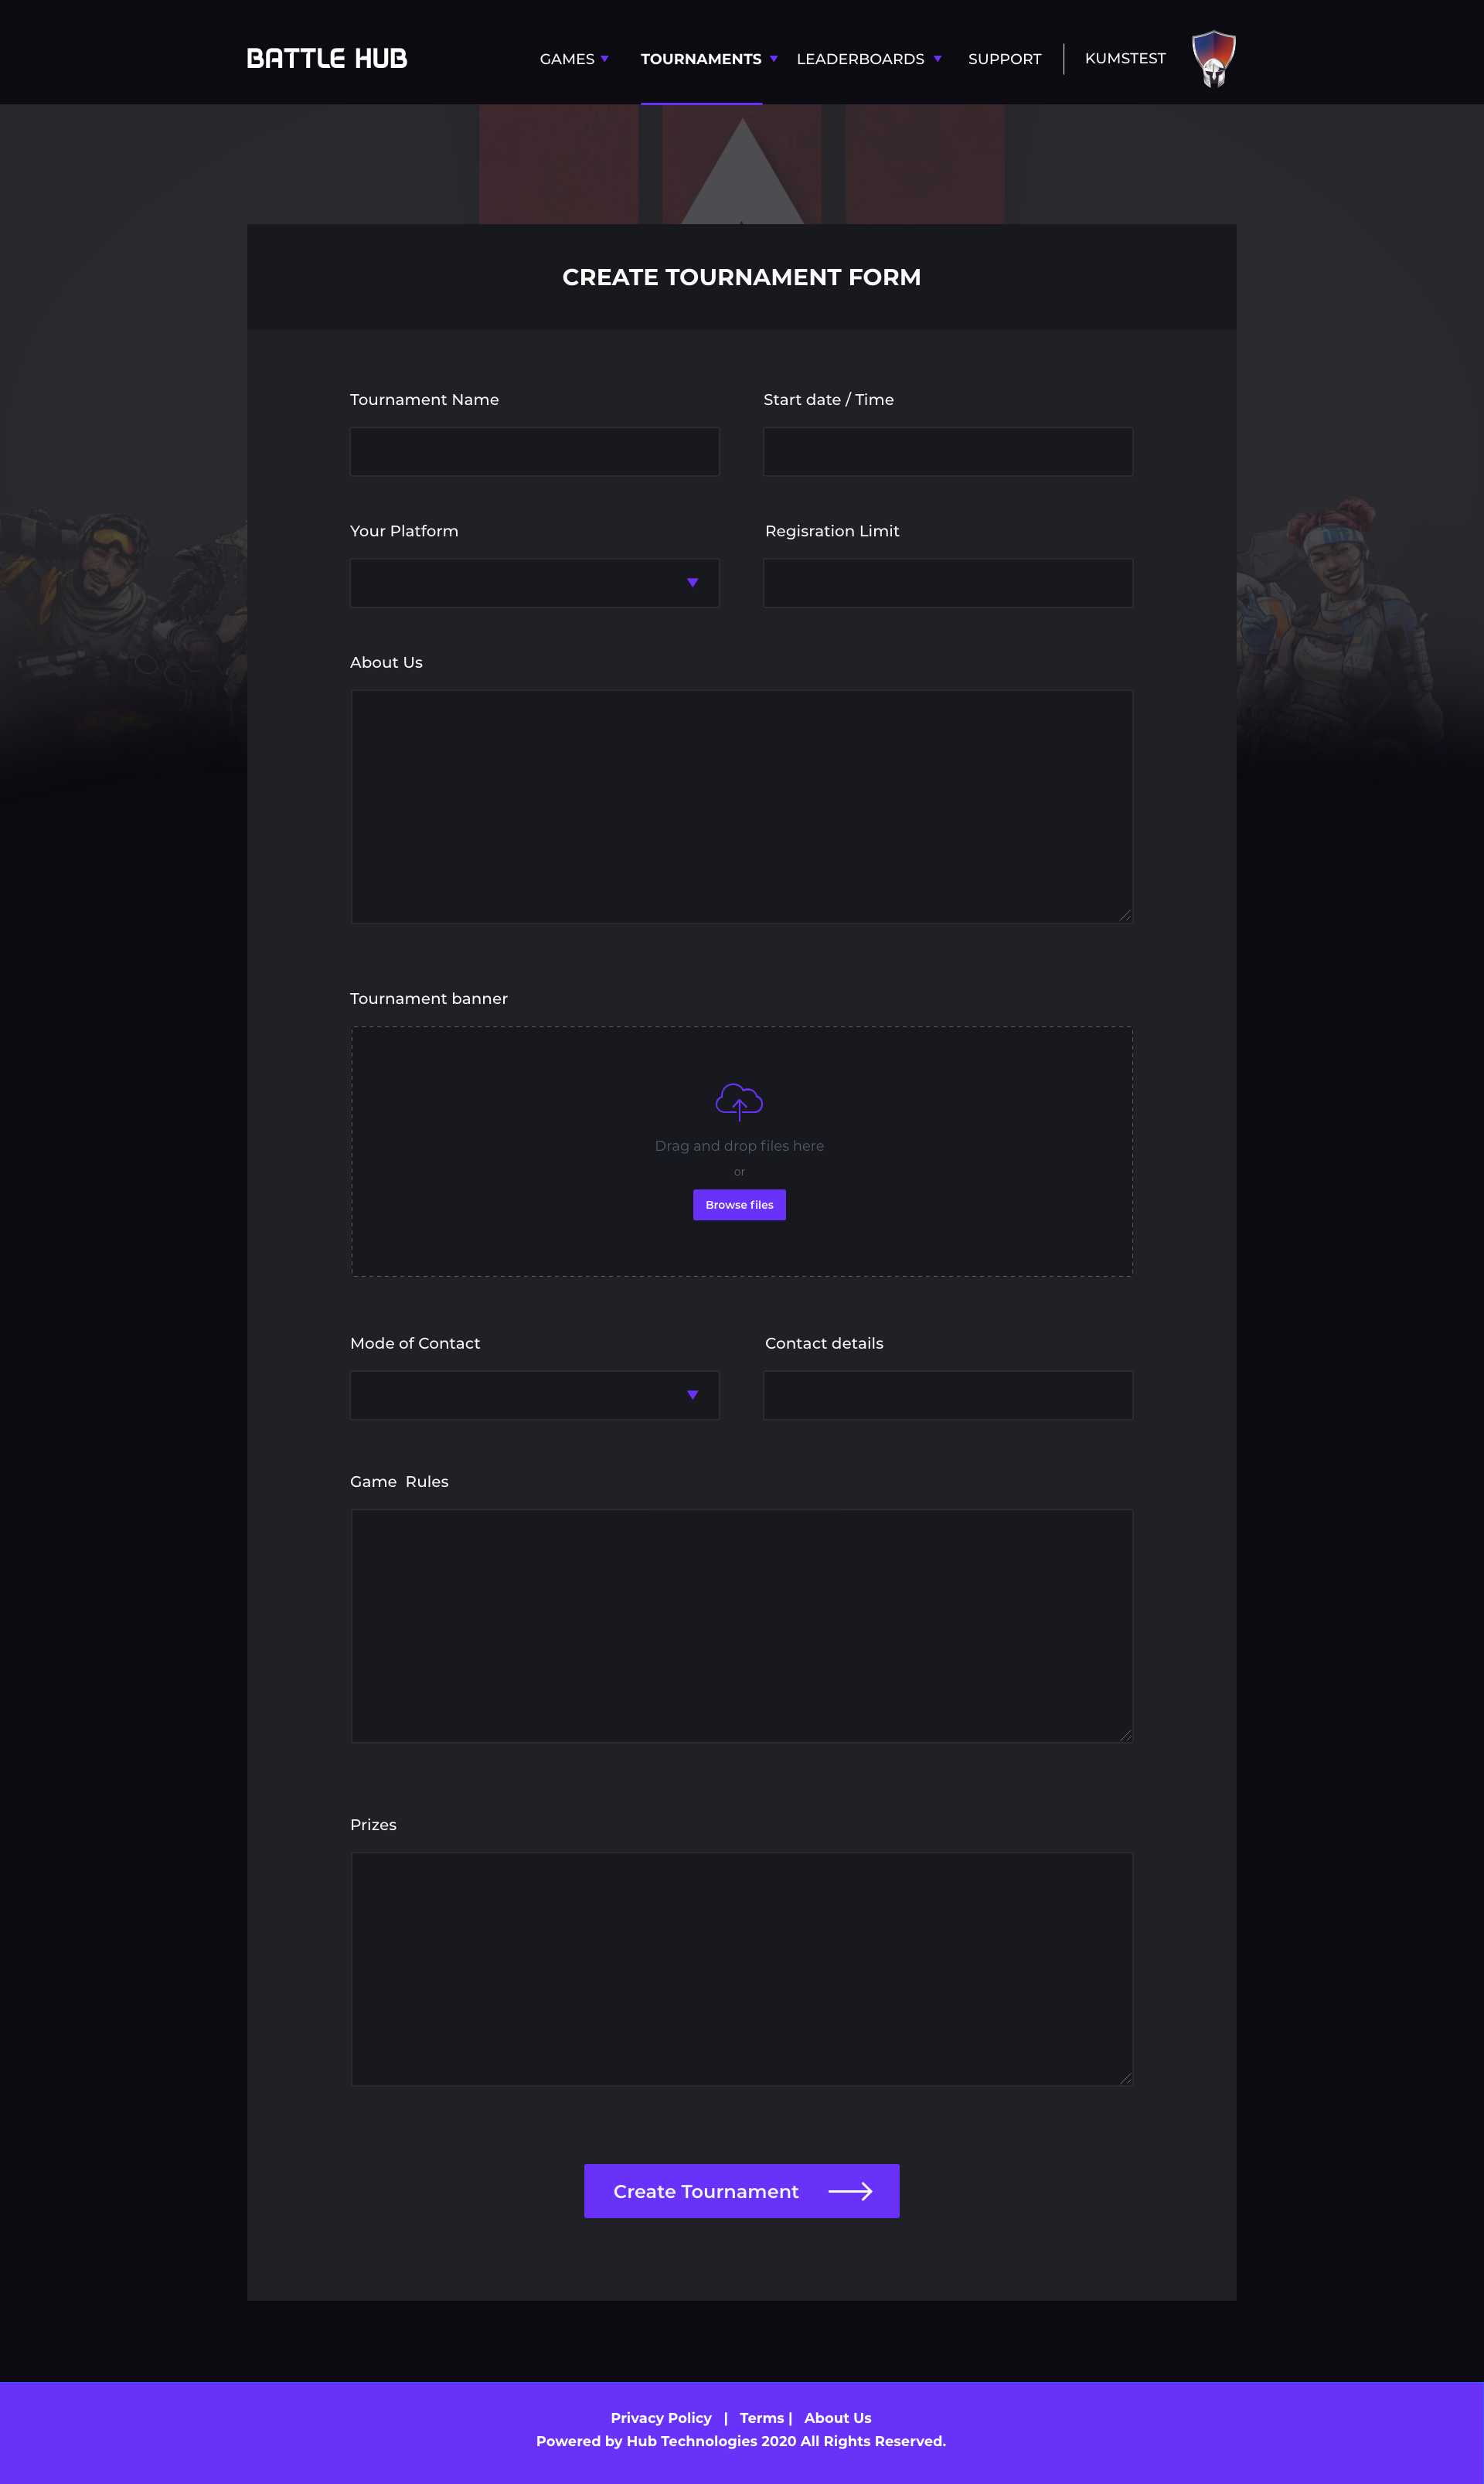 BATTLE HUB
GAMES TOURNAMENTS LEADERBOARDS SUPPORT KUMSTEST
CREATE TOURNAMENT FORM
Tournament Name Start date / Time
Your Platform Regisration Limit
About Us
Tournament banner
Drag and drop files here
or
Browse files
Mode of Contact Contact details
Game  Rules
Prizes
Create Tournament
Privacy Policy | Terms | About Us
Powered by Hub Technologies 2020 All Rights Reserved.